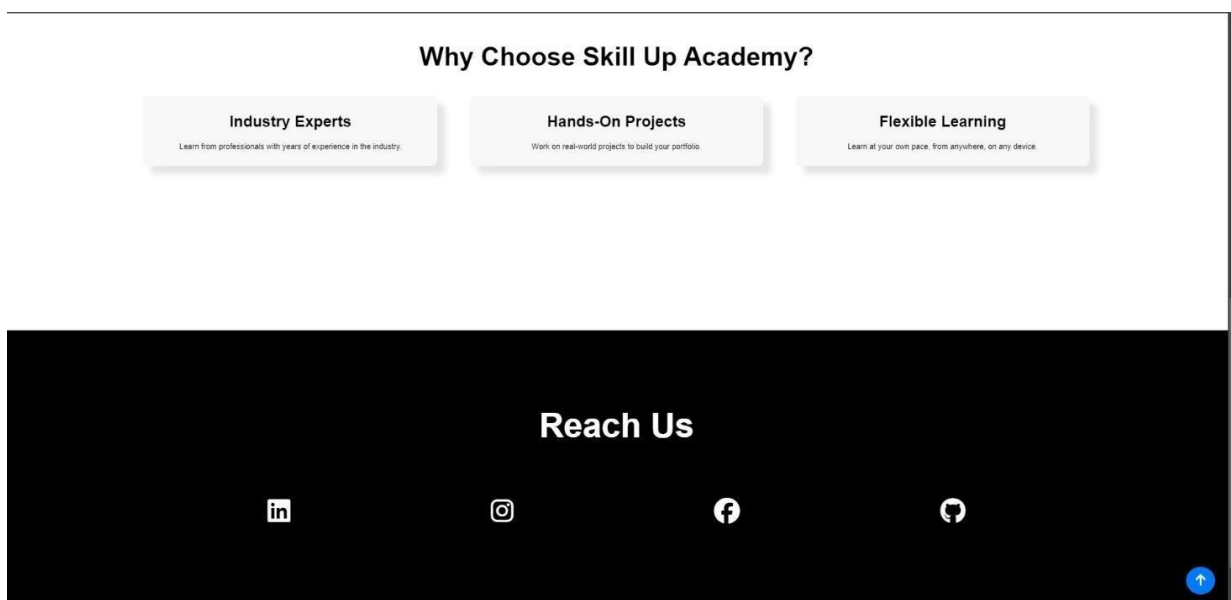 Why Choose Skill Up Academy?
Industry Experts
Learn from professionals with years of experience in the industry.
Hands-On Projects
Work on real-world projects to build your portfolio.
Flexible Learning
Learn at your own pace, from anywhere, on any device.
Reach Us
in